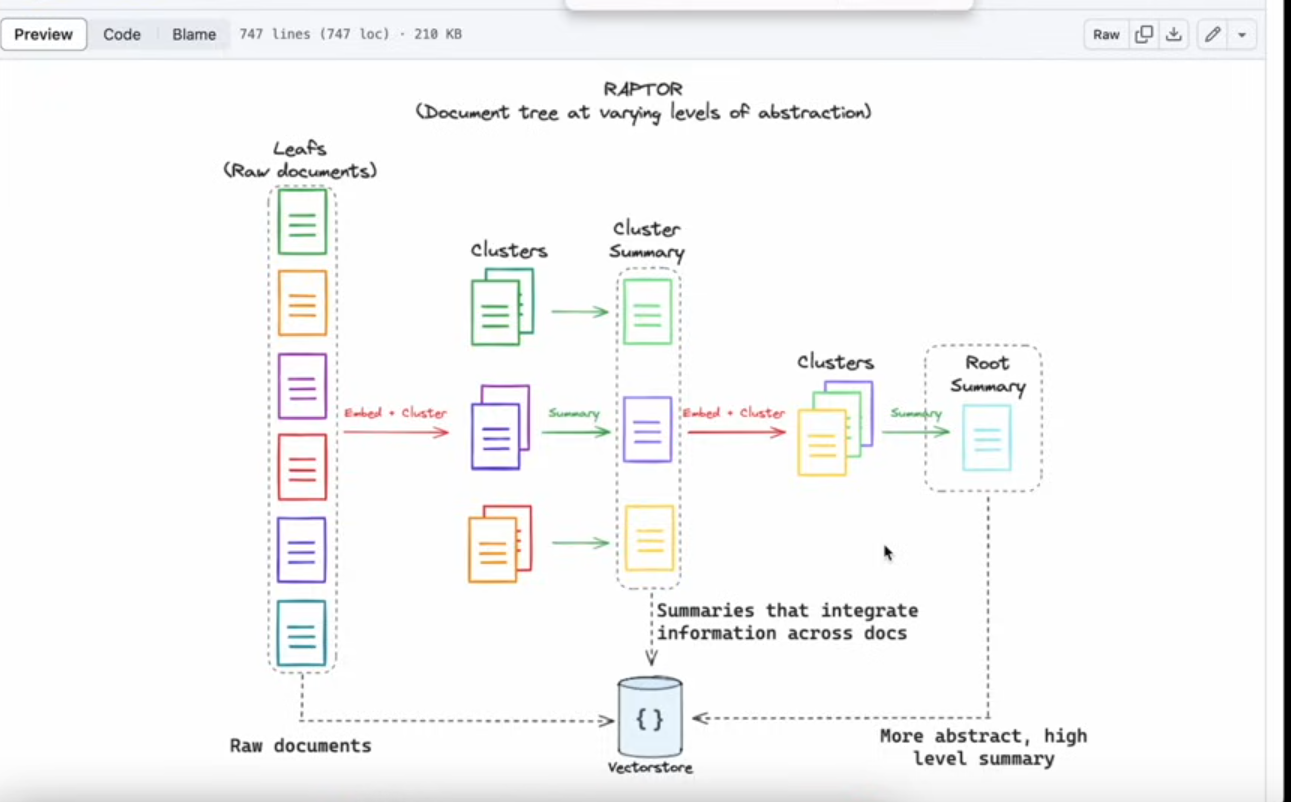 Preview Code Blame 747 lines (747 loc) · 210 KB Raw
RAPTOR
(Document tree at varying levels of abstraction)
Leafs
(Raw documents)
Clusters
Cluster
Summary
Embed + Cluster
Summary
Embed + Cluster
Clusters
Summary
Root
Summary
Summaries that integrate
information across docs
{}
Vectorstore
Raw documents
More abstract, high
level summary